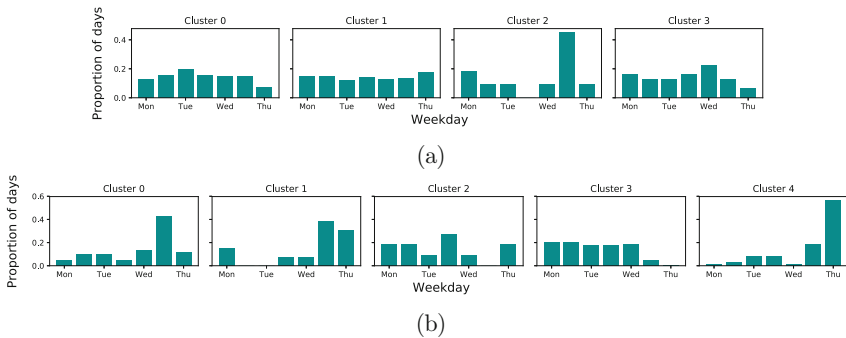 Cluster 0 Cluster 1 Cluster 2 Cluster 3
Proportion of days
0.4
0.2
0.0
Mon Tue Wed Thu Mon Tue Wed Thu Mon Tue Wed Thu Mon Tue Wed Thu
Weekday
(a)
Cluster 0 Cluster 1 Cluster 2 Cluster 3 Cluster 4
Proportion of days
0.6
0.4
0.2
0.0
Mon Tue Wed Thu Mon Tue Wed Thu Mon Tue Wed Thu Mon Tue Wed Thu Mon Tue Wed Thu
Weekday
(b)